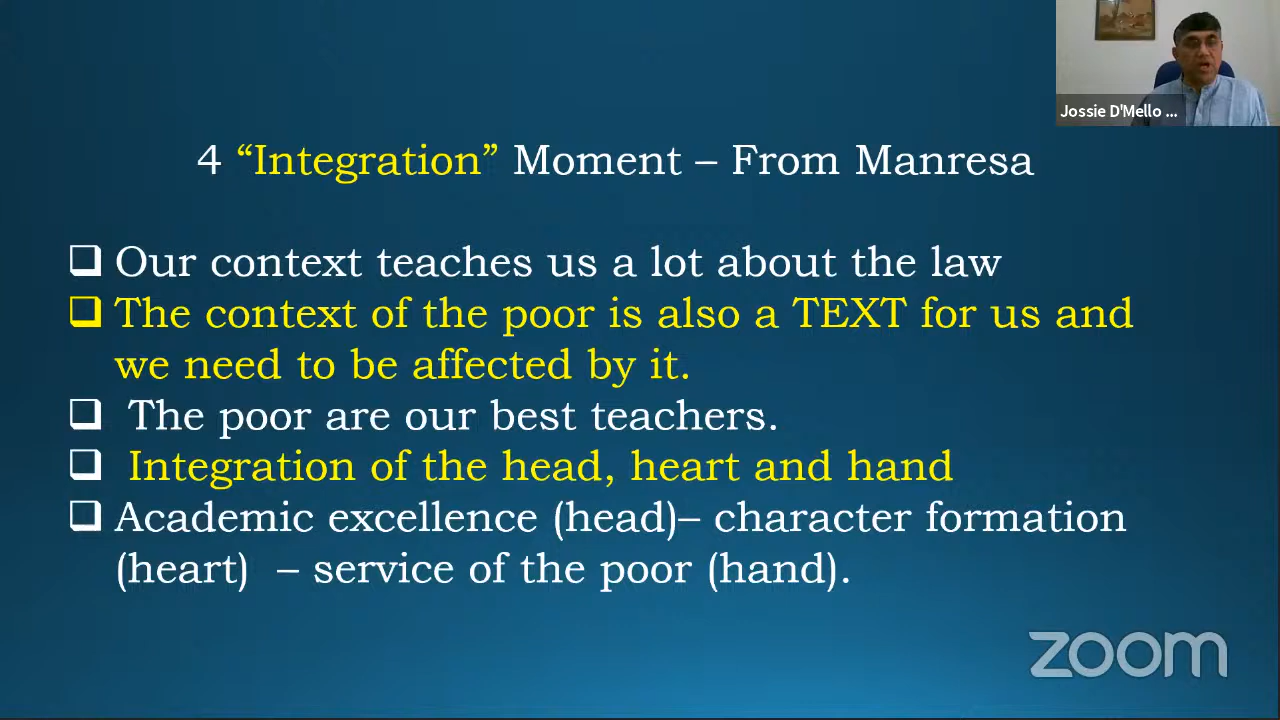 Jossie D'Mello ...
4 “Integration” Moment – From Manresa
Our context teaches us a lot about the law
The context of the poor is also a TEXT for us and
we need to be affected by it.
The poor are our best teachers.
Integration of the head, heart and hand
Academic excellence (head)– character formation
(heart) – service of the poor (hand).
zoom